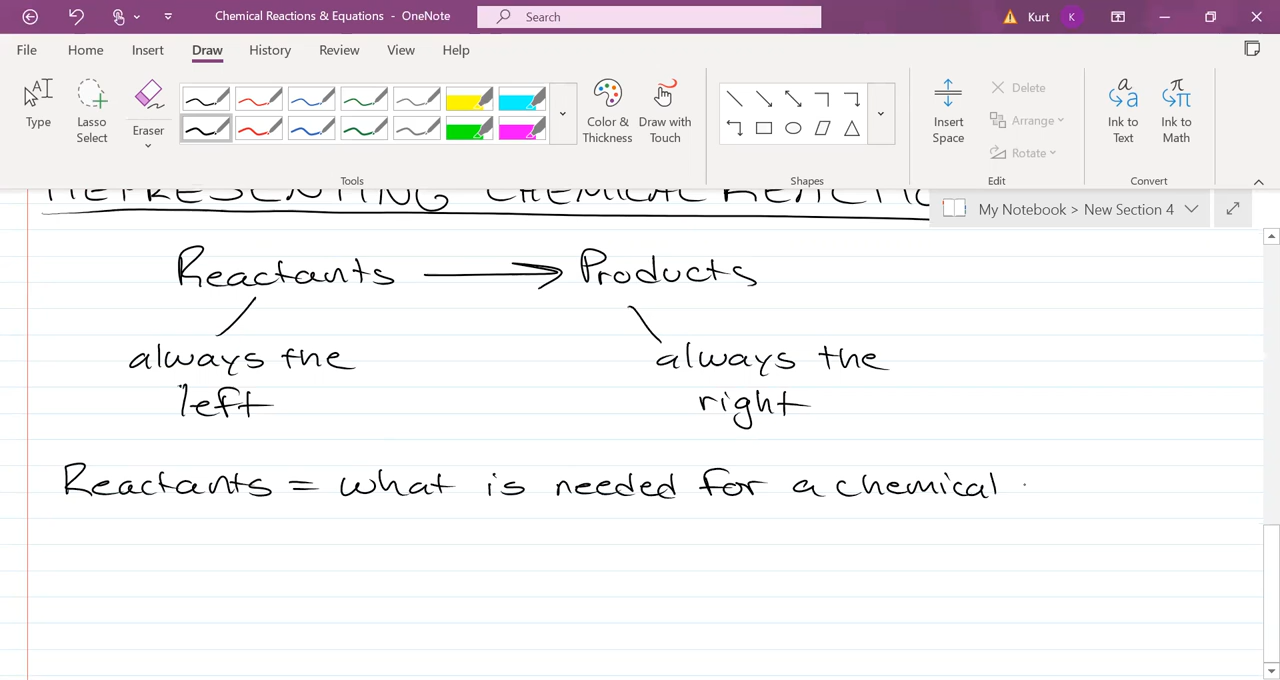 Chemical Reactions & Equations - OneNote
Search
Kurt
K
File Home Insert Draw History Review View Help
Type
Lasso Select
Eraser
Color & Thickness
Draw with Touch
Insert Space
Delete
Arrange
Rotate
Ink to Text
Ink to Math
Tools
Shapes
Edit
Convert
REPRESENTING CHEMICAL REACTIO
My Notebook > New Section 4
Reactants → Products
always the left
always the right
Reactants = what is needed for a chemical